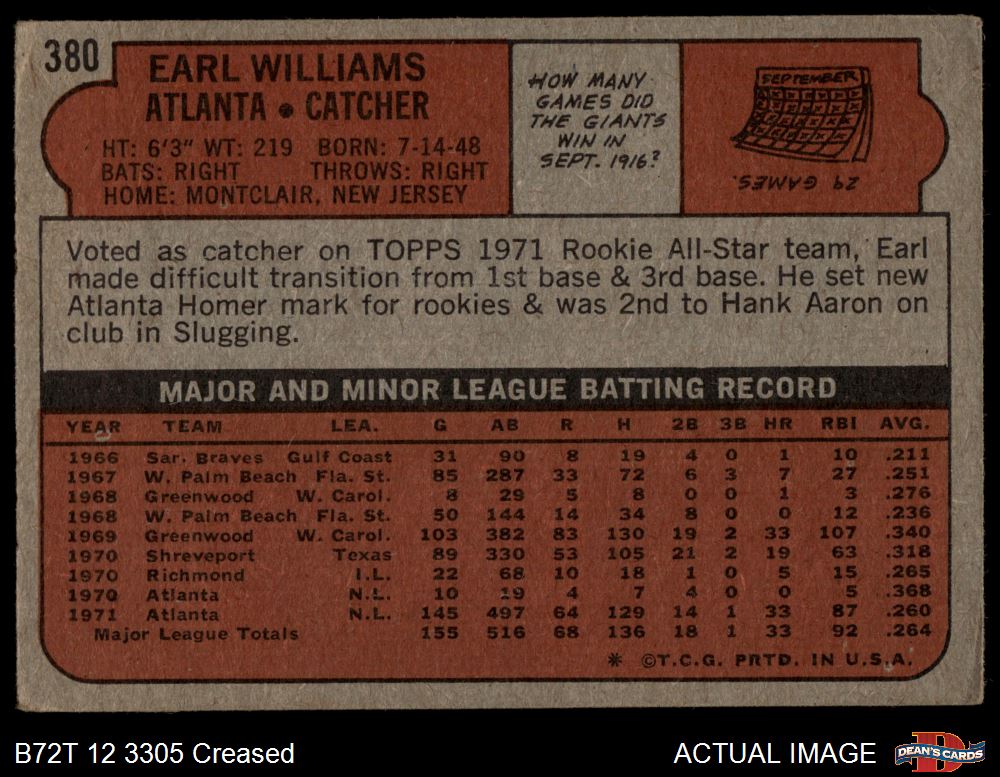 380
EARL WILLIAMS
ATLANTA • CATCHER
HT: 6'3" WT: 219 BORN: 7-14-48
BATS: RIGHT THROWS: RIGHT
HOME: MONTCLAIR, NEW JERSEY
HOW MANY
GAMES DID
THE GIANTS
WIN IN
SEPT. 1916?
SEPTEMBER
29 GAMES.
Voted as catcher on TOPPS 1971 Rookie All-Star team, Earl
made difficult transition from 1st base & 3rd base. He set new
Atlanta Homer mark for rookies & was 2nd to Hank Aaron on
club in Slugging.
MAJOR AND MINOR LEAGUE BATTING RECORD
YEAR TEAM LEA. G AB R H 2B 3B HR RBI AVG.
1966 Sar. Braves Gulf Coast 31 90 8 19 4 0 1 10 .211
1967 W. Palm Beach Fla. St. 85 287 33 72 6 3 7 27 .251
1968 Greenwood W. Carol. 8 29 5 8 0 0 1 3 .276
1968 W. Palm Beach Fla. St. 50 144 14 34 8 0 0 12 .236
1969 Greenwood W. Carol. 103 382 83 130 19 2 33 107 .340
1970 Shreveport Texas 89 330 53 105 21 2 19 63 .318
1970 Richmond I.L. 22 68 10 18 1 0 5 15 .265
1970 Atlanta N.L. 10 19 4 7 4 0 0 5 .368
1971 Atlanta N.L. 145 497 64 129 14 1 33 87 .260
Major League Totals 155 516 68 136 18 1 33 92 .264
* ©T.C.G. PRTD. IN U.S.A.
B72T 12 3305 Creased
ACTUAL IMAGE
DEAN'S CARDS